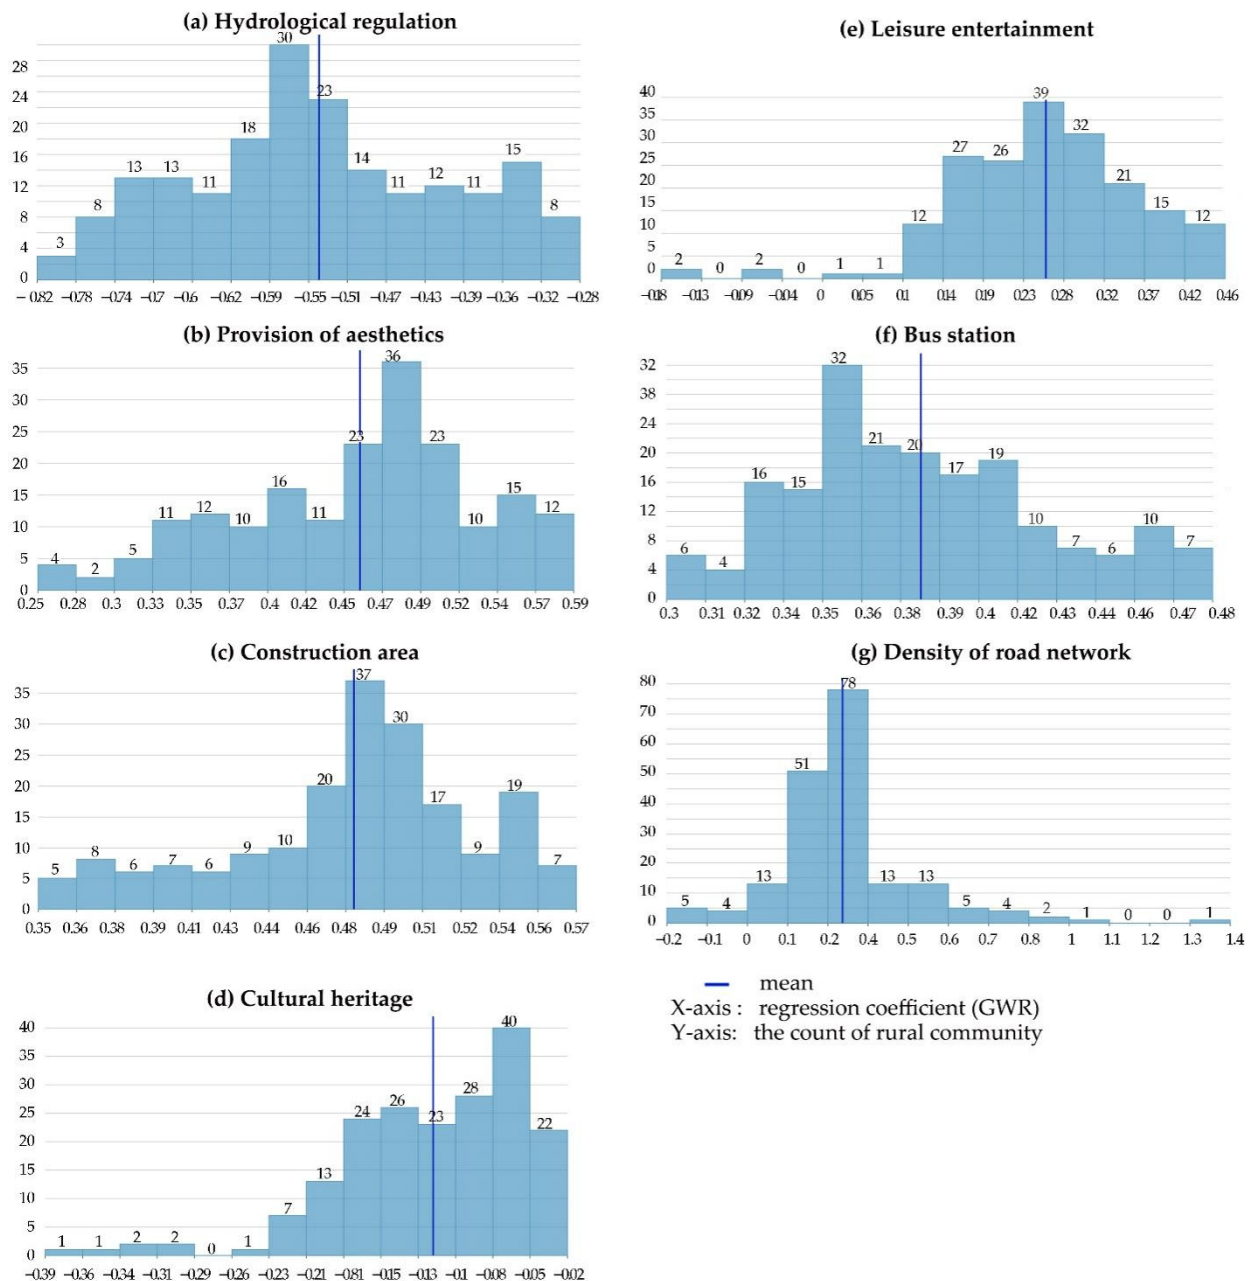 (a) Hydrological regulation
28
24
20
16
12
8
4
0
3 8 13 13 11 18 30 23 14 11 12 11 15 8
−0.82 −0.78 −0.74 −0.7 −0.6 −0.62 −0.59 −0.55 −0.51 −0.47 −0.43 −0.39 −0.36 −0.32 −0.28
(b) Provision of aesthetics
35
30
25
20
15
10
5
0
4 2 5 11 12 10 16 11 23 36 23 10 15 12
0.25 0.28 0.3 0.33 0.35 0.37 0.4 0.42 0.45 0.47 0.49 0.52 0.54 0.57 0.59
(c) Construction area
35
30
25
20
15
10
5
0
5 8 6 7 6 9 10 20 37 30 17 9 19 7
0.35 0.36 0.38 0.39 0.41 0.43 0.44 0.46 0.48 0.49 0.51 0.52 0.54 0.56 0.57
(d) Cultural heritage
40
35
30
25
20
15
10
5
0
1 1 2 2 0 1 7 13 24 26 23 28 40 22
−0.39 −0.36 −0.34 −0.31 −0.29 −0.26 −0.23 −0.21 −0.81 −0.15 −0.13 −0.1 −0.08 −0.05 −0.02
(e) Leisure entertainment
40
35
30
25
20
15
10
5
0
2 0 2 0 1 1 12 27 26 39 32 21 15 12
−0.18 −0.13 −0.09 −0.04 0 0.05 0.1 0.14 0.19 0.23 0.28 0.32 0.37 0.42 0.46
(f) Bus station
32
38
24
20
16
12
8
4
0
6 4 16 15 32 21 20 17 19 10 7 6 10 7
0.3 0.31 0.32 0.34 0.35 0.36 0.38 0.39 0.4 0.42 0.43 0.44 0.46 0.47 0.48
(g) Density of road network
80
70
60
50
40
30
20
10
0
5 4 13 51 78 13 13 5 4 2 1 0 0 1
−0.2 −0.1 0 0.1 0.2 0.4 0.5 0.6 0.7 0.8 1 1.1 1.2 1.3 1.4
mean
X-axis : regression coefficient (GWR)
Y-axis: the count of rural community